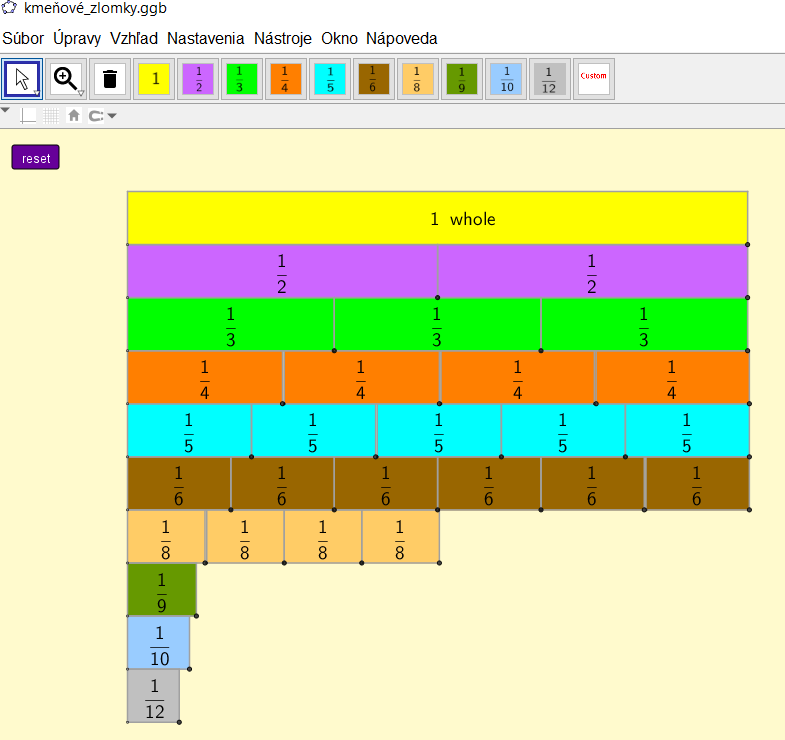 kmeňové_zlomky.ggb
Súbor Úpravy Vzhľad Nastavenia Nástroje Okno Nápoveda
1 1/2 1/3 1/4 1/5 1/6 1/8 1/9 1/10 1/12 Custom
reset
1 whole
1/2 1/2
1/3 1/3 1/3
1/4 1/4 1/4 1/4
1/5 1/5 1/5 1/5 1/5
1/6 1/6 1/6 1/6 1/6 1/6
1/8 1/8 1/8 1/8
1/9
1/10
1/12